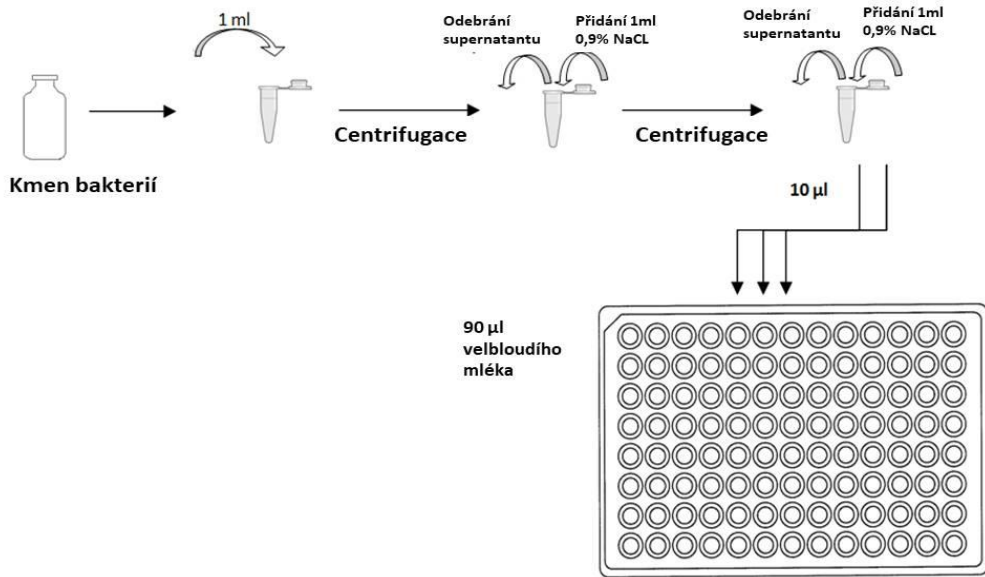 1 ml
Odebrání
supernatantu
Přidání 1ml
0,9% NaCL
Odebrání
supernatantu
Přidání 1ml
0,9% NaCL
Centrifugace
Centrifugace
Kmen bakterií
10 µl
90 µl
velbloudího
mléka